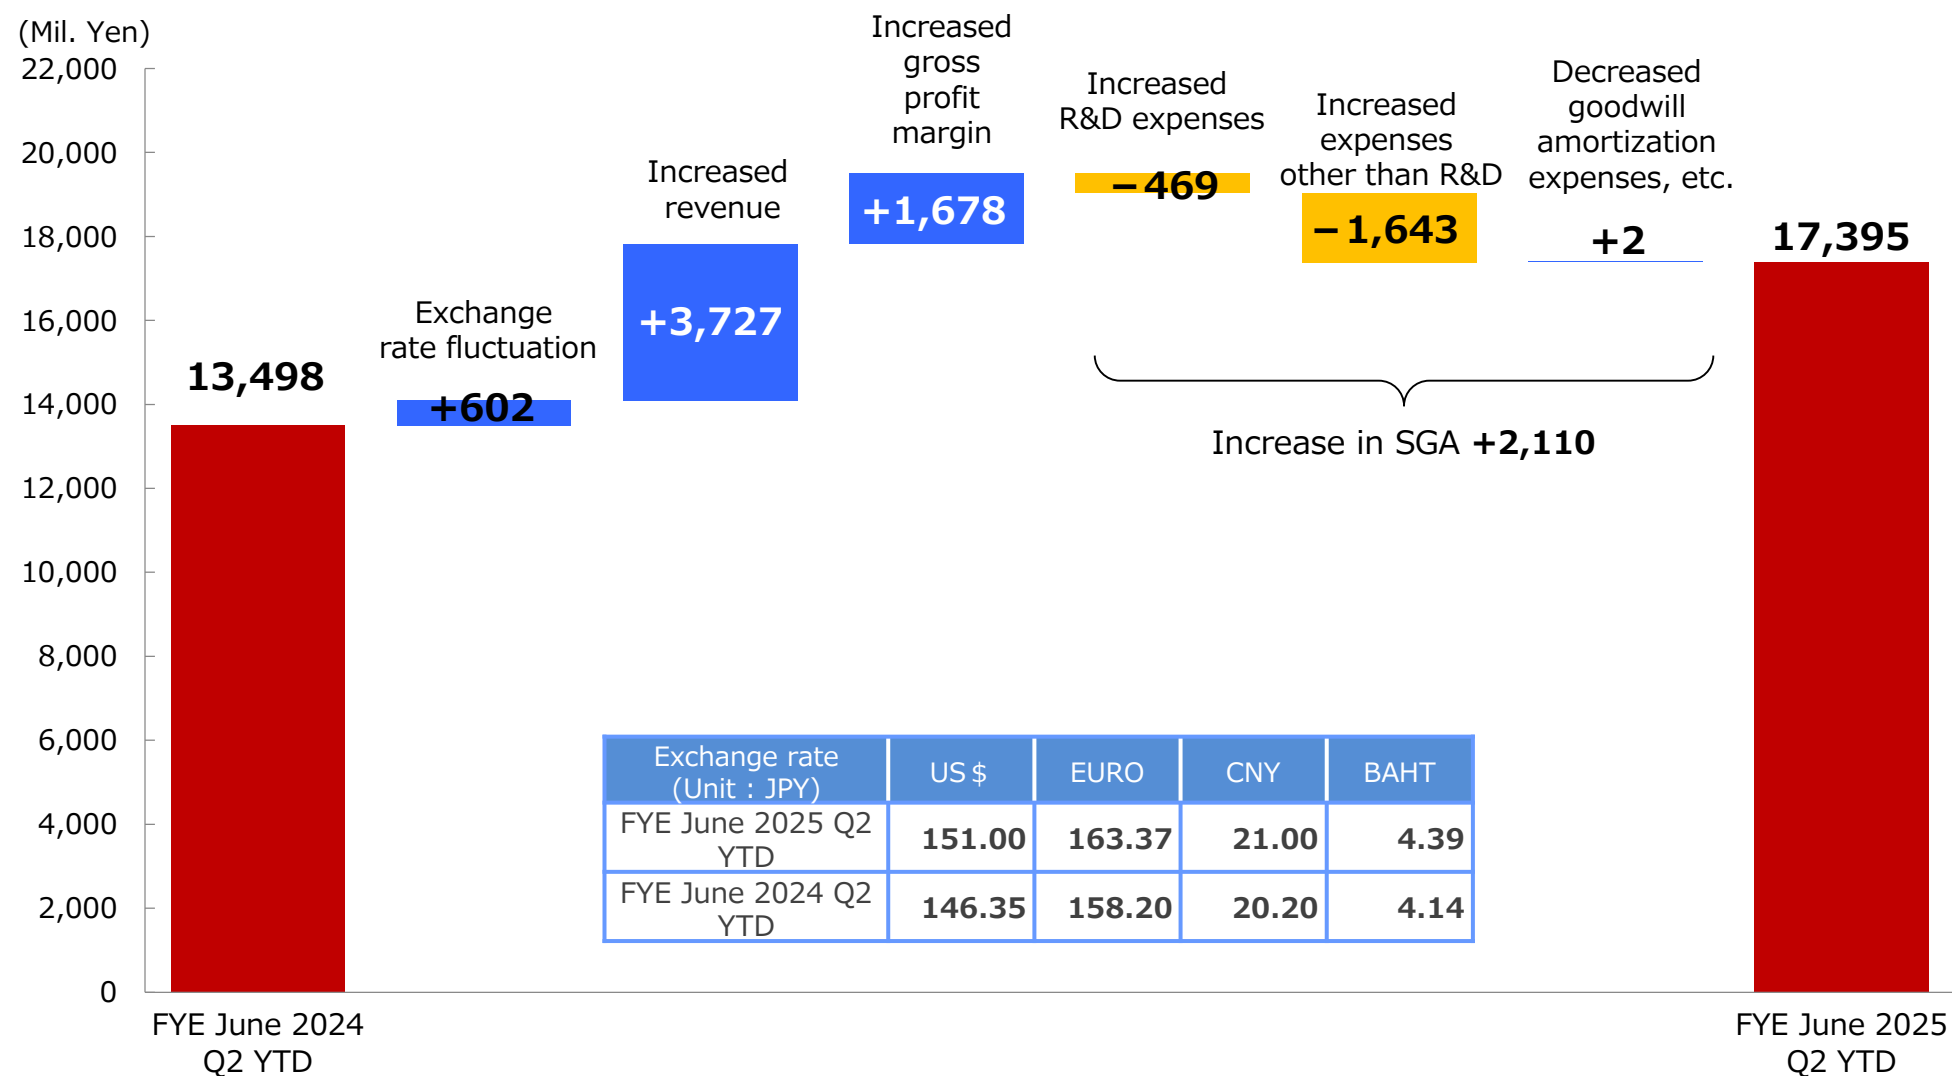 (Mil. Yen)
22,000
20,000
18,000
16,000
14,000
12,000
10,000
8,000
6,000
4,000
2,000
0
13,498
FYE June 2024
Q2 YTD
Exchange
rate fluctuation
+602
Increased
revenue
+3,727
Increased
gross
profit
margin
+1,678
Increased
R&D expenses
−469
Increased
expenses
other than R&D
−1,643
Decreased
goodwill
amortization
expenses, etc.
+2
Increase in SGA +2,110
17,395
FYE June 2025
Q2 YTD
Exchange rate
(Unit : JPY)
US $
EURO
CNY
BAHT
FYE June 2025 Q2
YTD
151.00
163.37
21.00
4.39
FYE June 2024 Q2
YTD
146.35
158.20
20.20
4.14